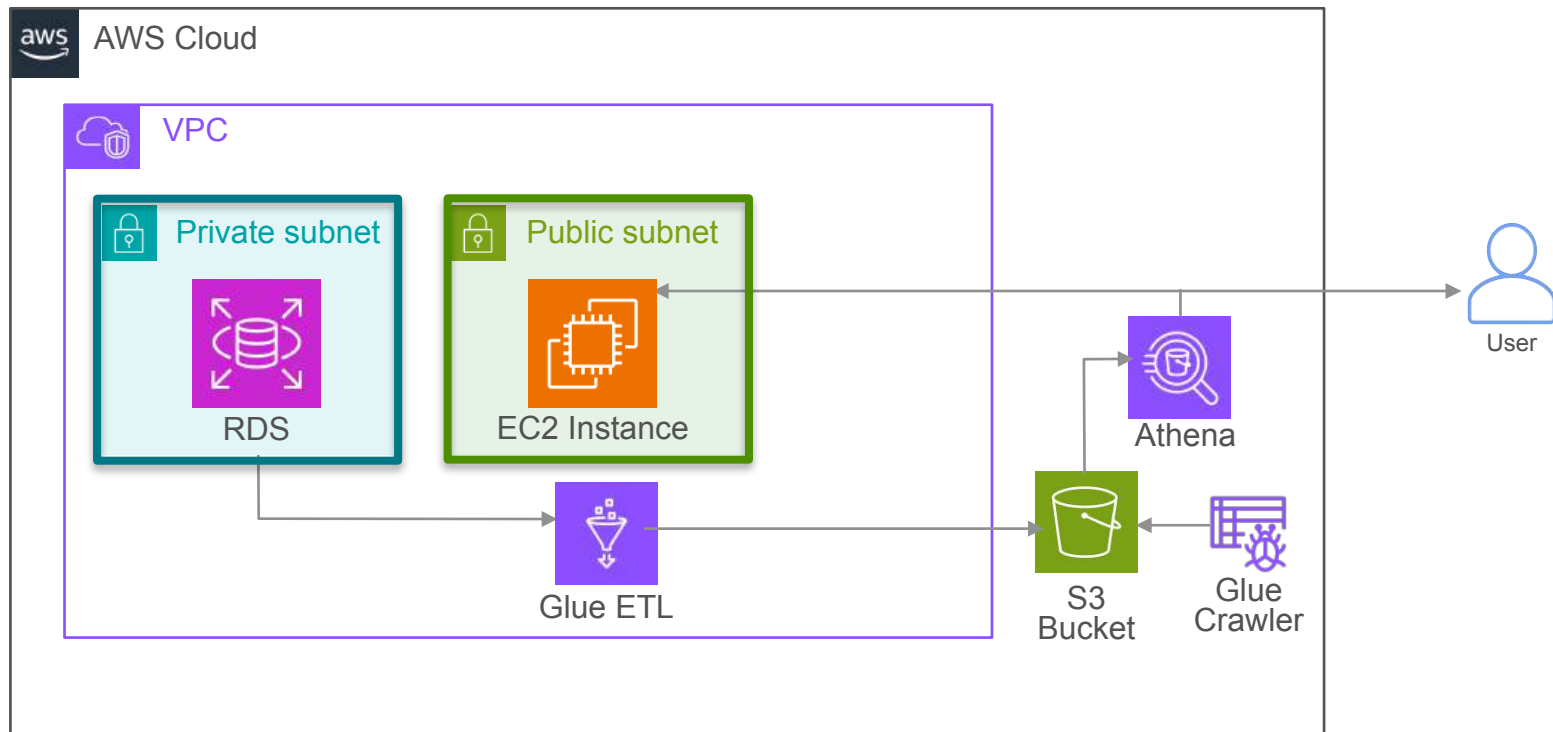 aws
AWS Cloud
VPC
Private subnet
Public subnet
RDS
EC2 Instance
User
Athena
Glue ETL
S3
Bucket
Glue
Crawler